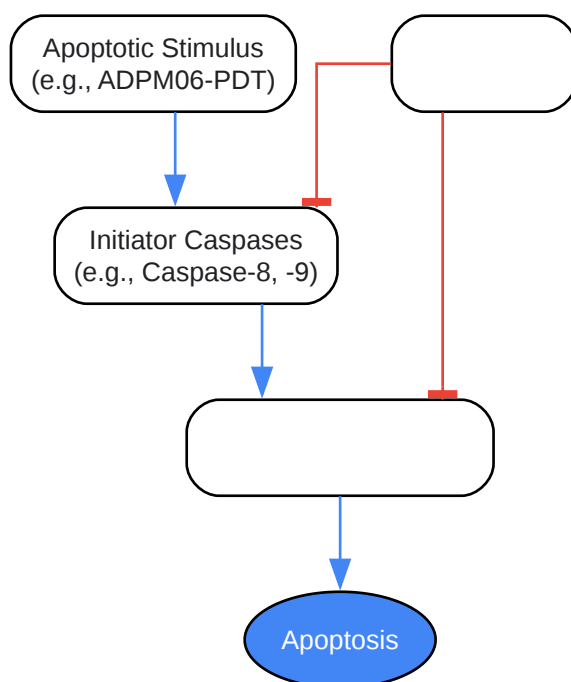 Apoptotic Stimulus
(e.g., ADPM06-PDT)
Initiator Caspases
(e.g., Caspase-8, -9)
Apoptosis